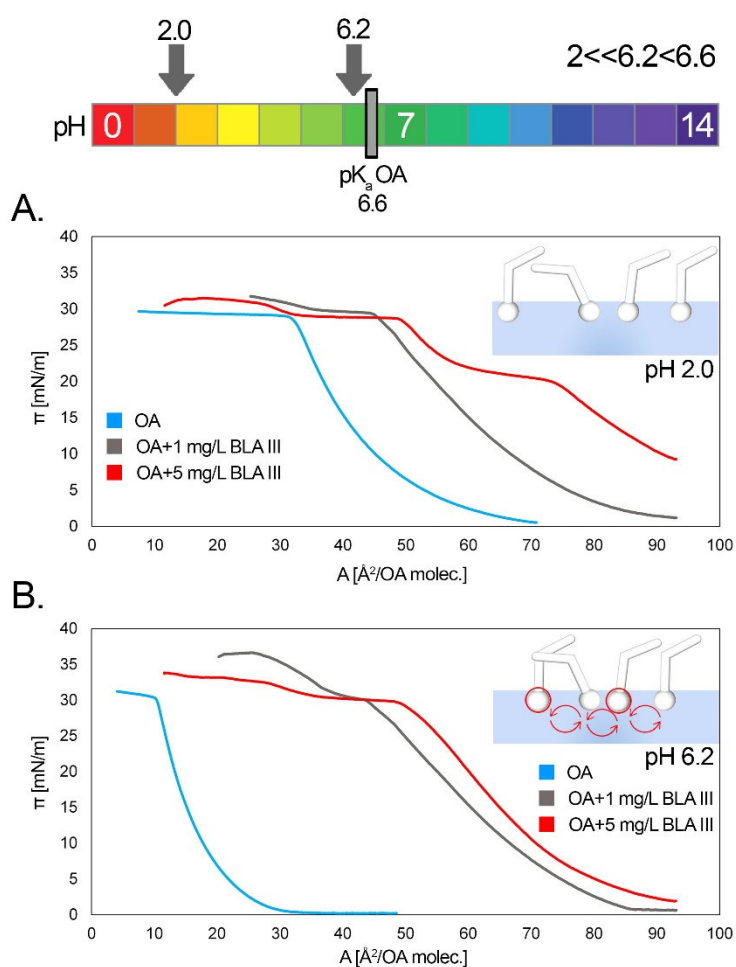 2.0 6.2 2<<6.2<6.6
pH 0 7 14
pKₐOA
6.6
A.
40
35
30
25
20
15
10
5
0
π [mN/m]
OA
OA+1 mg/L BLA III
OA+5 mg/L BLA III
pH 2.0
0 10 20 30 40 50 60 70 80 90 100
A [Å²/OA molec.]
B.
40
35
30
25
20
15
10
5
0
π [mN/m]
pH 6.2
OA
OA+1 mg/L BLA III
OA+5 mg/L BLA III
0 10 20 30 40 50 60 70 80 90 100
A [Å²/OA molec.]